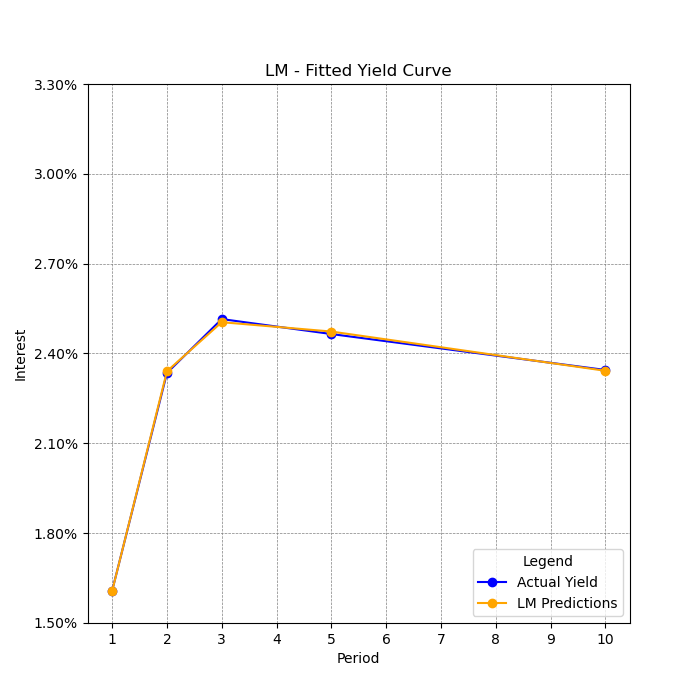 LM - Fitted Yield Curve
3.30%
3.00%
2.70%
2.40%
2.10%
1.80%
1.50%
Interest
1 2 3 4 5 6 7 8 9 10
Period
Legend
Actual Yield
LM Predictions